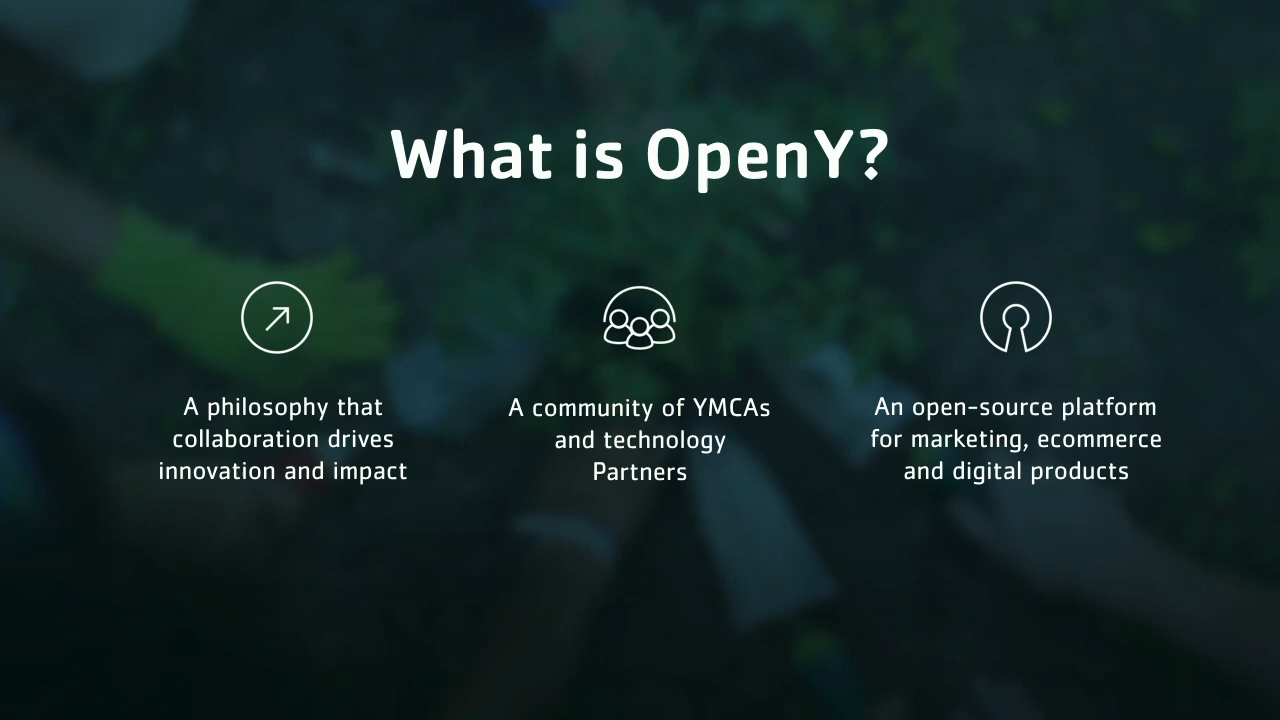 What is OpenY?
A philosophy that
collaboration drives
innovation and impact
A community of YMCAs
and technology
Partners
An open-source platform
for marketing, ecommerce
and digital products